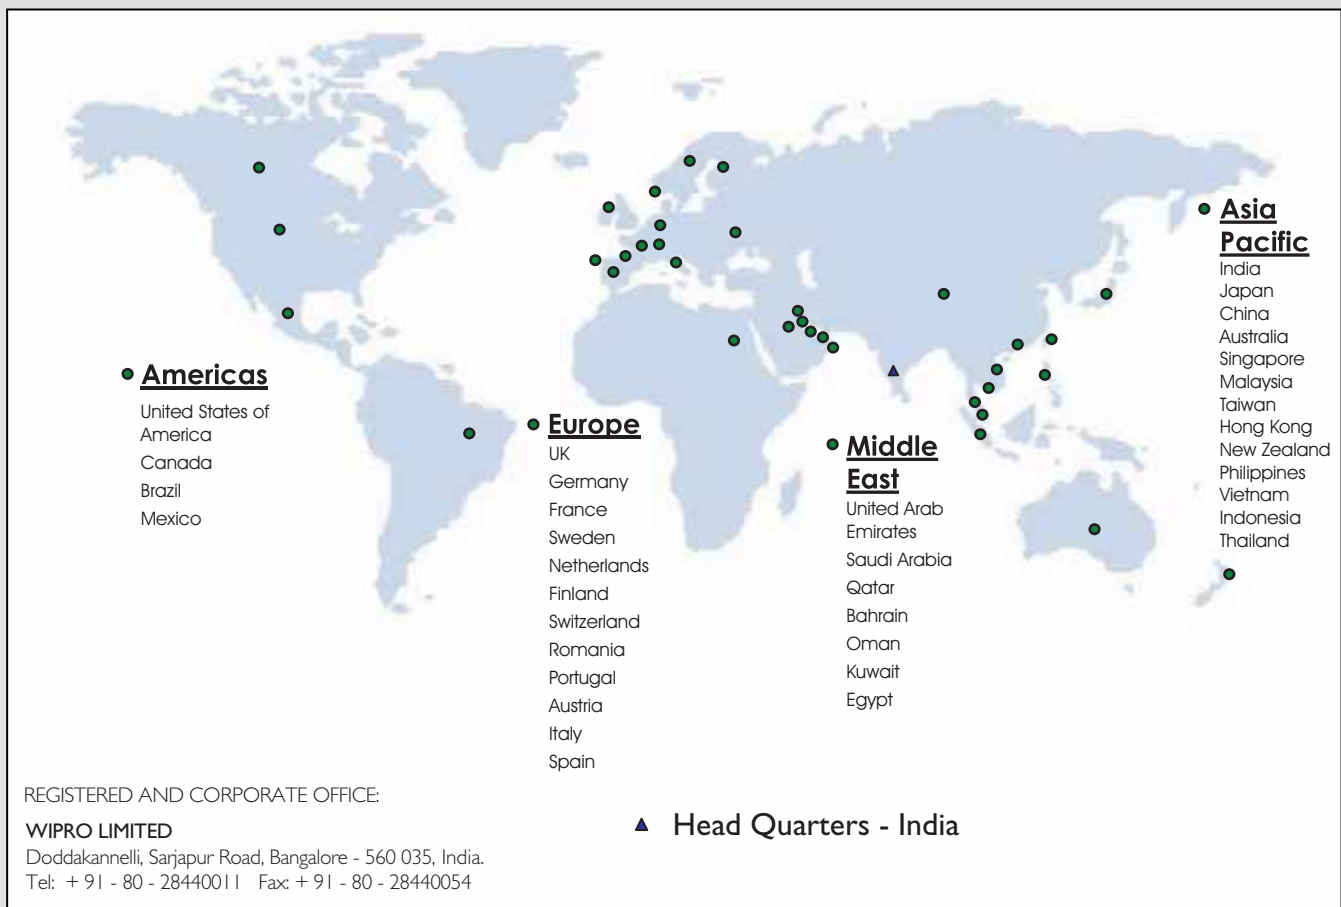 Americas
United States of
America
Canada
Brazil
Mexico
Europe
UK
Germany
France
Sweden
Netherlands
Finland
Switzerland
Romania
Portugal
Austria
Italy
Spain
Middle
East
United Arab
Emirates
Saudi Arabia
Qatar
Bahrain
Oman
Kuwait
Egypt
Asia
Pacific
India
Japan
China
Australia
Singapore
Malaysia
Taiwan
Hong Kong
New Zealand
Philippines
Vietnam
Indonesia
Thailand
REGISTERED AND CORPORATE OFFICE:
WIPRO LIMITED
Doddakannelli, Sarjapur Road, Bangalore - 560 035, India.
Tel: + 91 - 80 - 28440011 Fax: + 91 - 80 - 28440054
Head Quarters - India